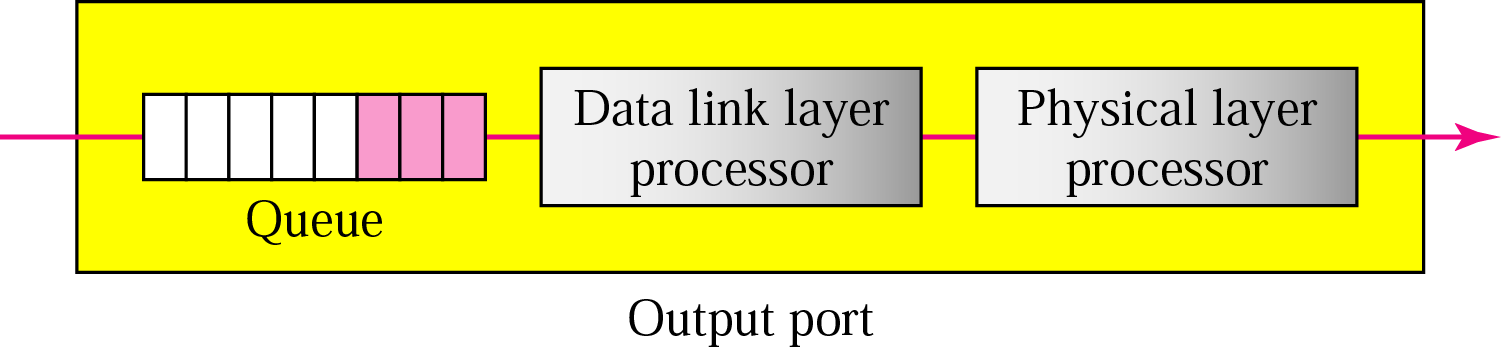 Data link layer
processor
Physical layer
processor
Queue
Output port